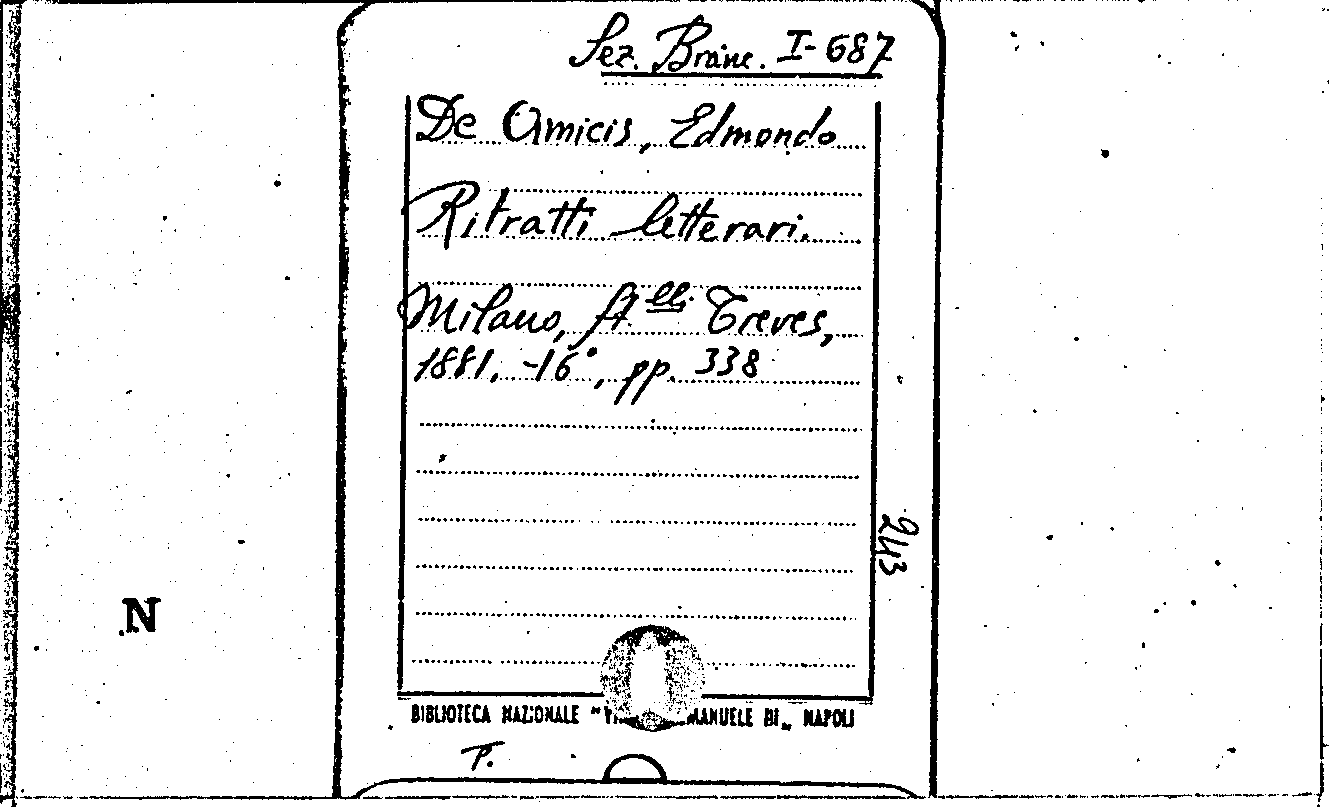 Sez. Branc. I-687
De Amicis, Edmondo
Ritratti letterari.
Milano, f.lli Treves,
1881, -16°, pp. 338
243
N
BIBLIOTECA NAZIONALE "VI MANUELE III„ NAPOLI
P.